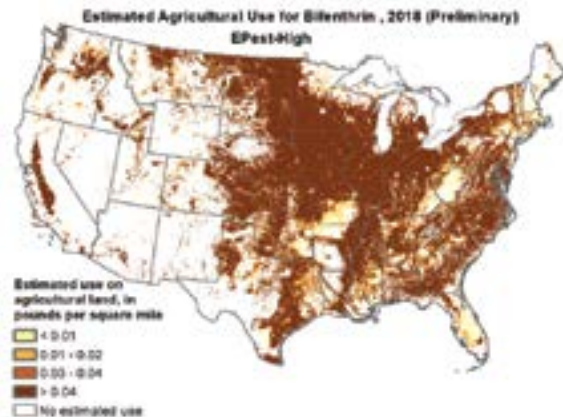 Estimated Agricultural Use for Bifenthrin , 2018 (Preliminary)
EPest-High
Estimated use on
agricultural land, in
pounds per square mile
< 0.01
0.01 - 0.02
0.03 - 0.04
> 0.04
No estimated use